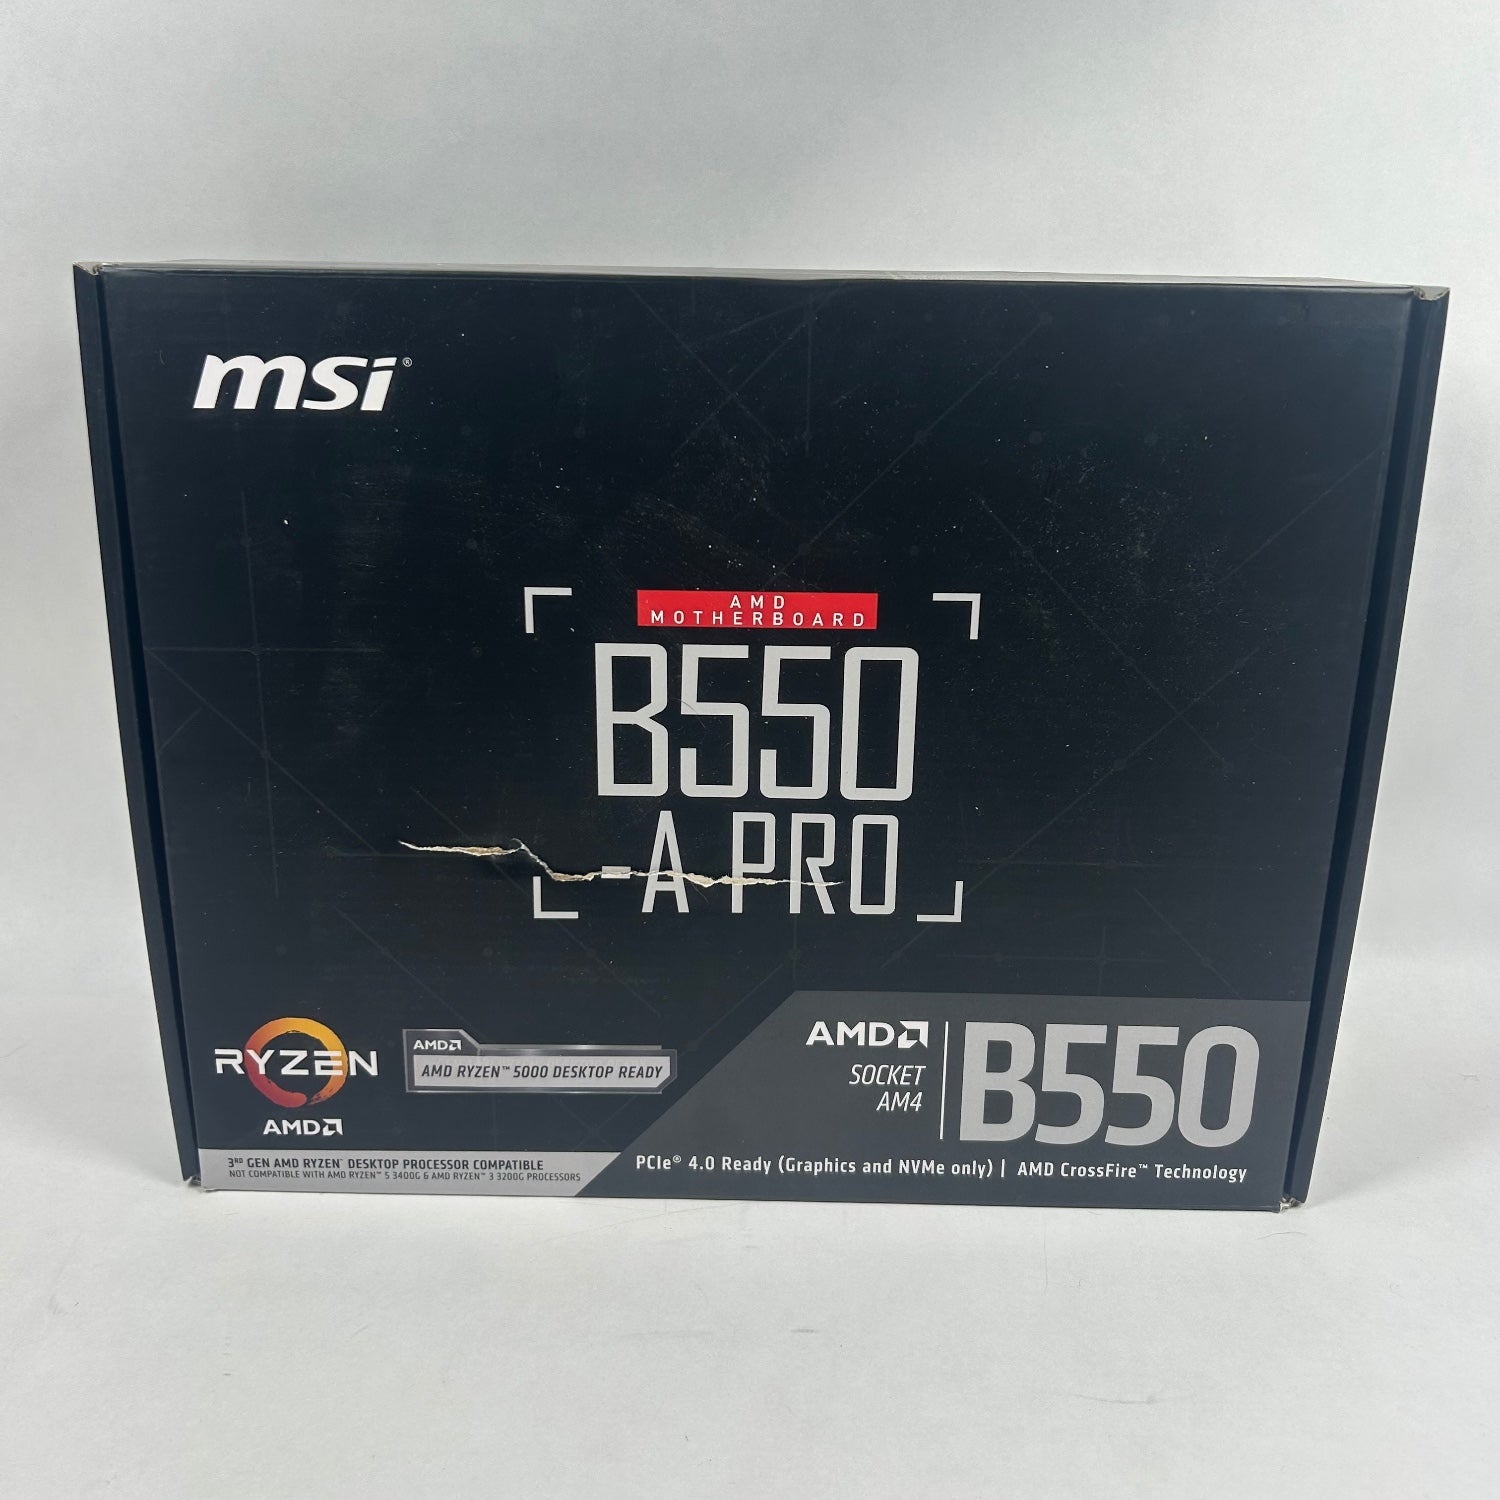 msi®
AMD
MOTHERBOARD
B550
-A PRO
RYZEN
AMD
AMD
AMD RYZEN™ 5000 DESKTOP READY
3RD GEN AMD RYZEN™ DESKTOP PROCESSOR COMPATIBLE
NOT COMPATIBLE WITH AMD RYZEN™ 5 3400G & AMD RYZEN™ 3 3200G PROCESSORS
AMD
SOCKET
AM4
B550
PCIe® 4.0 Ready (Graphics and NVMe only) | AMD CrossFire™ Technology